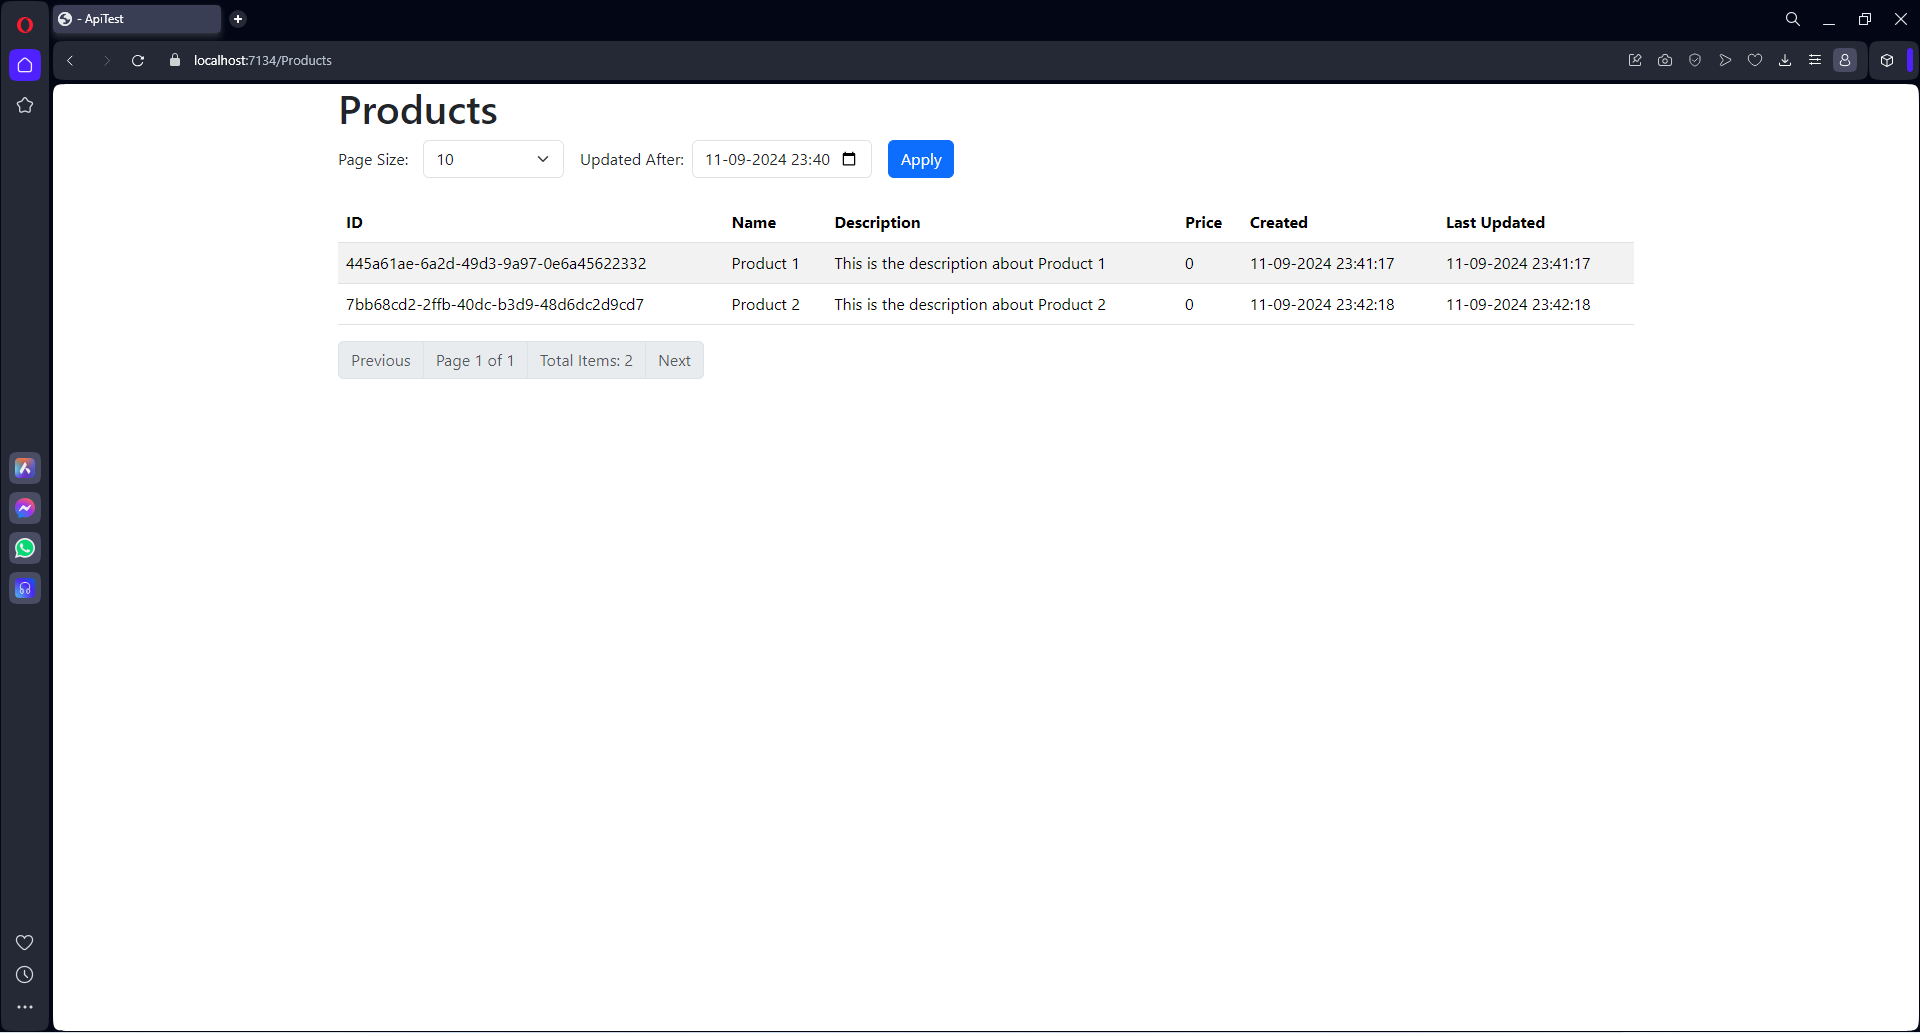 - ApiTest
localhost:7134/Products
Products
Page Size: 10 Updated After: 11-09-2024 23:40 Apply
ID Name Description Price Created Last Updated
445a61ae-6a2d-49d3-9a97-0e6a45622332 Product 1 This is the description about Product 1 0 11-09-2024 23:41:17 11-09-2024 23:41:17
7bb68cd2-2ffb-40dc-b3d9-48d6dc2d9cd7 Product 2 This is the description about Product 2 0 11-09-2024 23:42:18 11-09-2024 23:42:18
Previous Page 1 of 1 Total Items: 2 Next